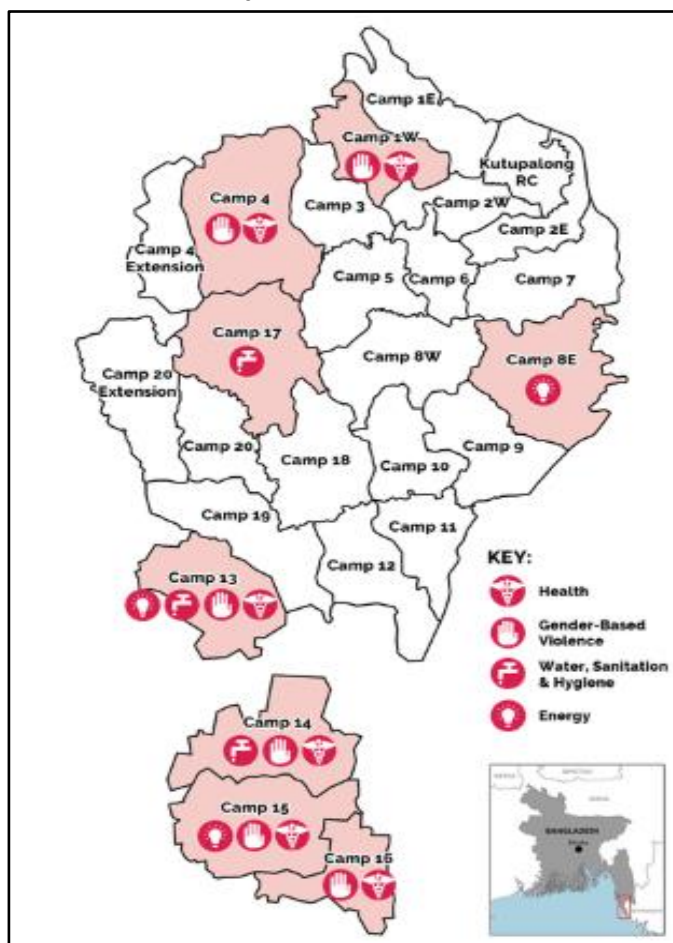 Camp 1E
Camp 1W
Kutupalong
RC
Camp 4
Camp 3
Camp 2W
Camp 2E
Camp 4
Extension
Camp 5
Camp 6
Camp 7
Camp 17
Camp 8W
Camp 8E
Camp 20
Extension
Camp 20
Camp 18
Camp 10
Camp 9
Camp 19
Camp 11
Camp 12
Camp 13
KEY:
Health
Gender-Based
Violence
Water, Sanitation
& Hygiene
Energy
Camp 14
Camp 15
Camp 16
BANGLADESH